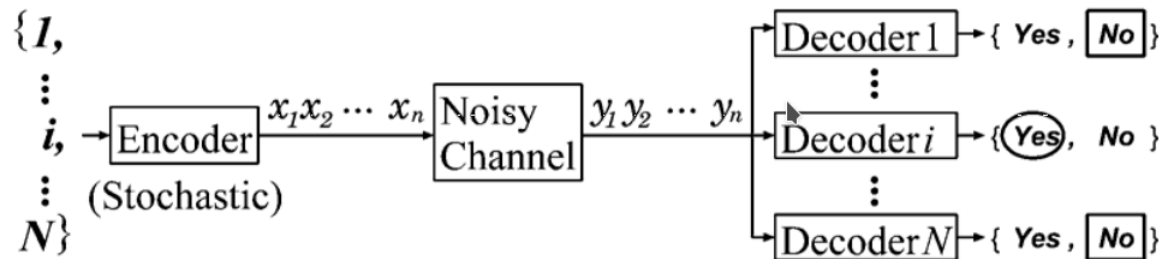 {1,
⋮
i,
⋮
N}
Encoder
(Stochastic)
x₁x₂ ⋯ xₙ
Noisy
Channel
y₁y₂ ⋯ yₙ
Decoder 1
{ Yes , No }
⋮
Decoder i
{ Yes, No }
⋮
Decoder N
{ Yes , No }